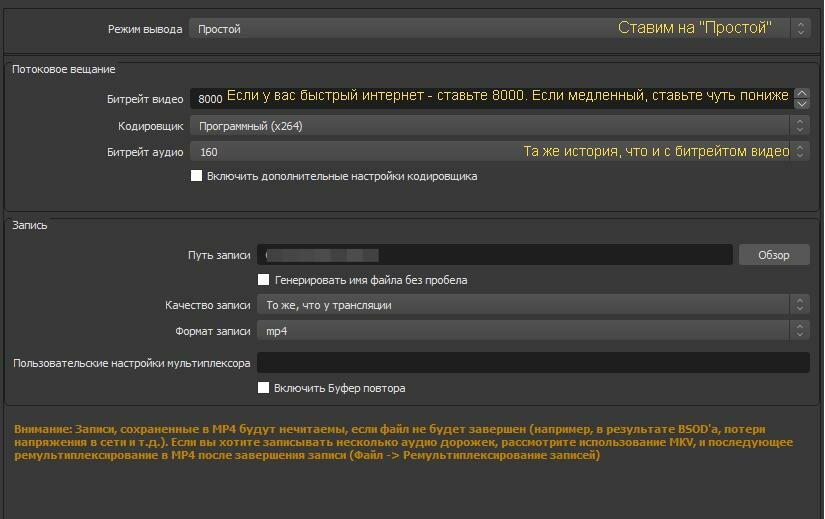 Режим вывода Простой Ставим на "Простой"
Потоковое вещание
Битрейт видео 8000 Если у вас быстрый интернет - ставьте 8000. Если медленный, ставьте чуть пониже
Кодировщик Программный (x264)
Битрейт аудио 160 Та же история, что и с битрейтом видео
Включить дополнительные настройки кодировщика
Запись
Путь записи Обзор
Генерировать имя файла без пробела
Качество записи То же, что у трансляции
Формат записи mp4
Пользовательские настройки мультиплексора
Включить Буфер повтора
Внимание: Записи, сохраненные в MP4 будут нечитаемы, если файл не будет завершен (например, в результате BSOD'а, потери
напряжения в сети и т.д.). Если вы хотите записывать несколько аудио дорожек, рассмотрите использование MKV, и последующее
ремультиплексирование в MP4 после завершения записи (Файл -> Ремультиплексирование записей)